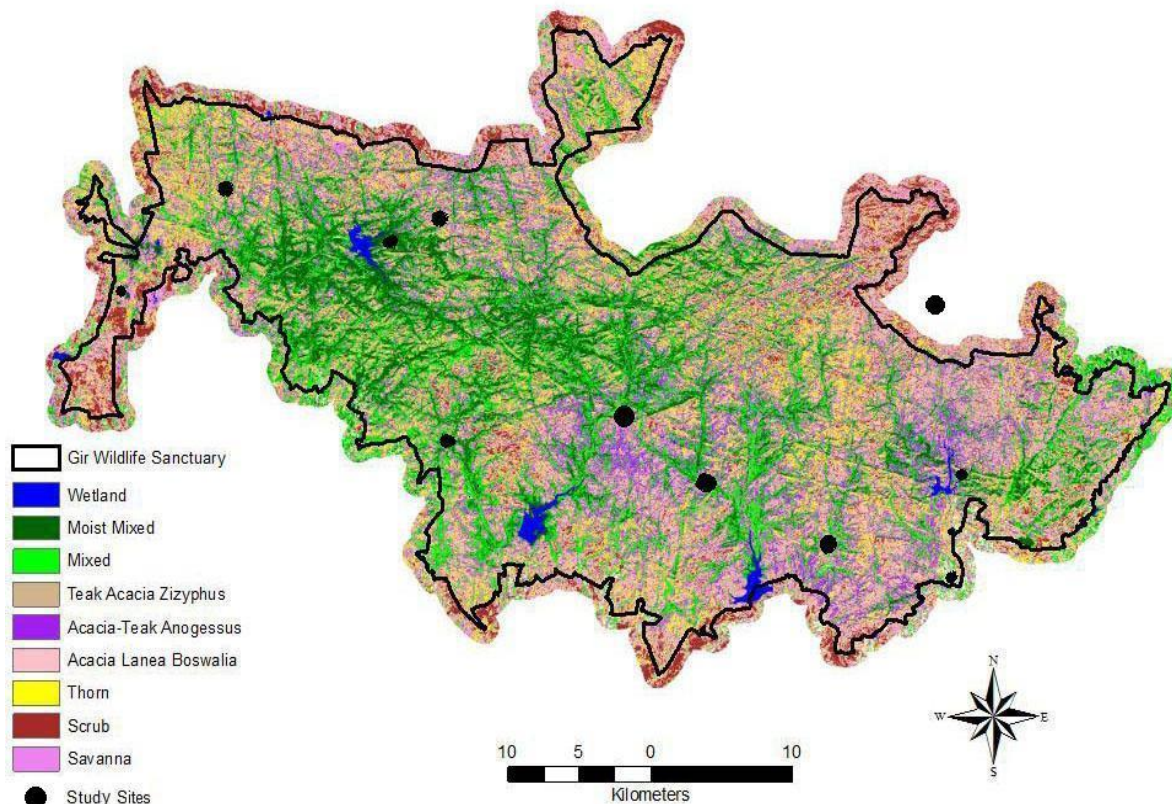 Gir Wildlife Sanctuary
Wetland
Moist Mixed
Mixed
Teak Acacia Zizyphus
Acacia-Teak Anogessus
Acacia Lanea Boswalia
Thorn
Scrub
Savanna
Study Sites
10 5 0 10
Kilometers
N
W E
S